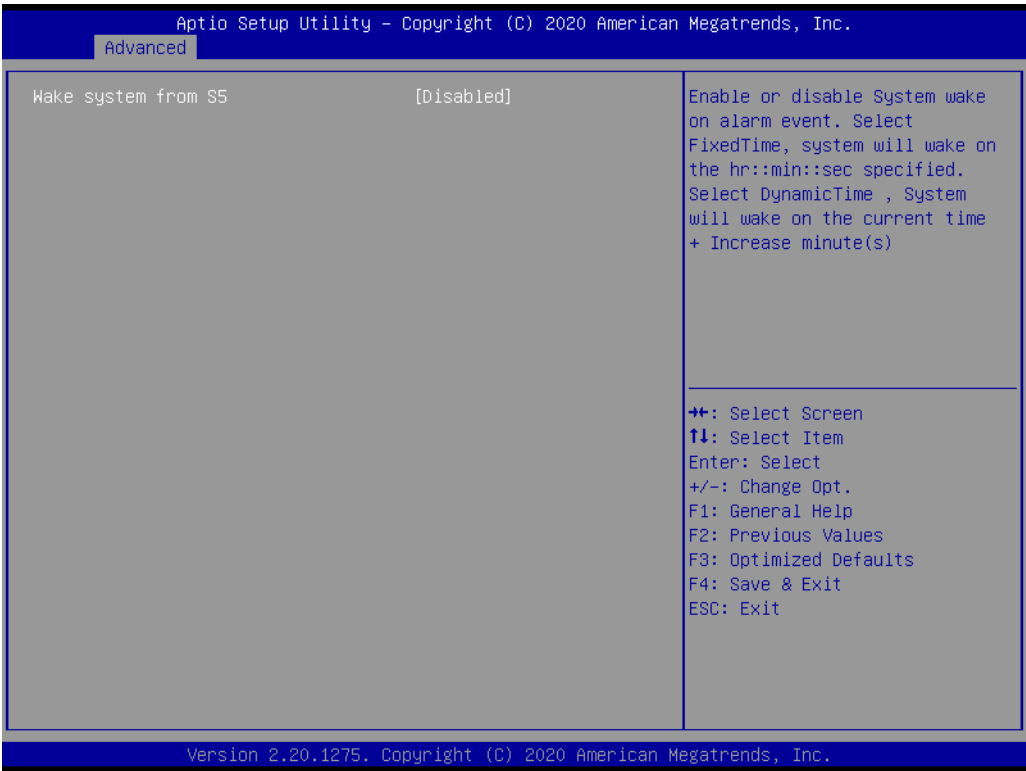 Aptio Setup Utility – Copyright (C) 2020 American Megatrends, Inc.
Advanced
Wake system from S5 [Disabled]
Enable or disable System wake
on alarm event. Select
FixedTime, system will wake on
the hr::min::sec specified.
Select DynamicTime , System
will wake on the current time
+ Increase minute(s)
→←: Select Screen
↑↓: Select Item
Enter: Select
+/-: Change Opt.
F1: General Help
F2: Previous Values
F3: Optimized Defaults
F4: Save & Exit
ESC: Exit
Version 2.20.1275. Copyright (C) 2020 American Megatrends, Inc.